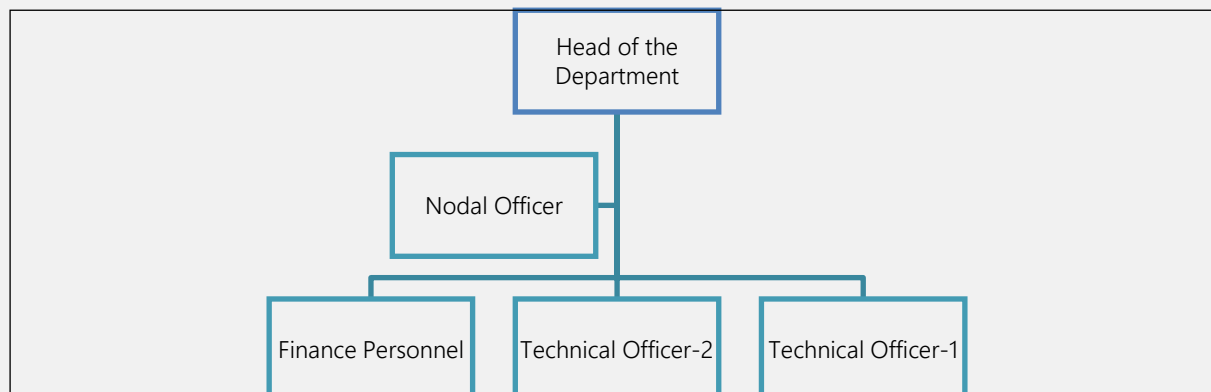 Head of the
Department
Nodal Officer
Finance Personnel
Technical Officer-2
Technical Officer-1